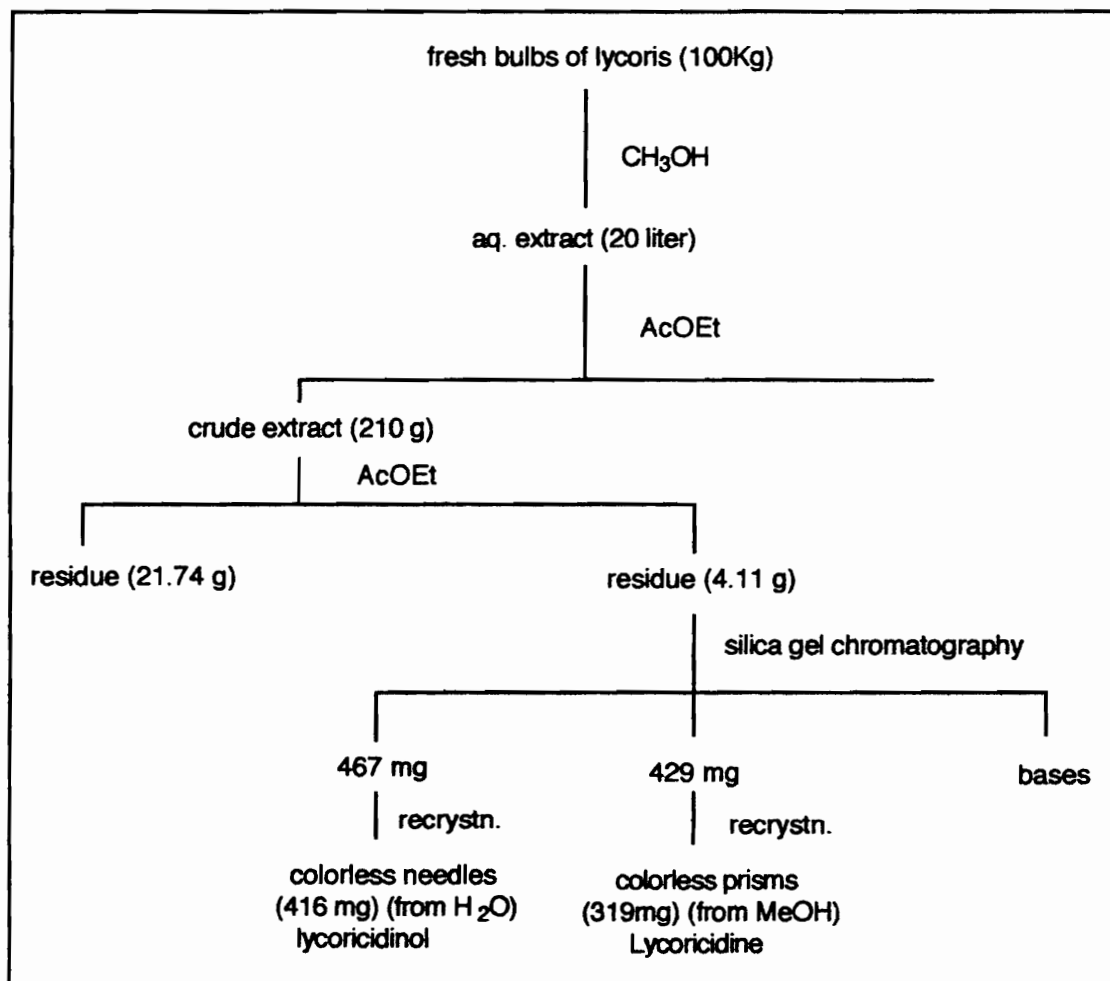 fresh bulbs of lycoris (100Kg)
CH₃OH
aq. extract (20 liter)
AcOEt
crude extract (210 g)
AcOEt
residue (21.74 g)
residue (4.11 g)
silica gel chromatography
467 mg
429 mg
bases
recrystn.
recrystn.
colorless needles
(416 mg) (from H₂O)
lycoricidinol
colorless prisms
(319mg) (from MeOH)
Lycoricidine